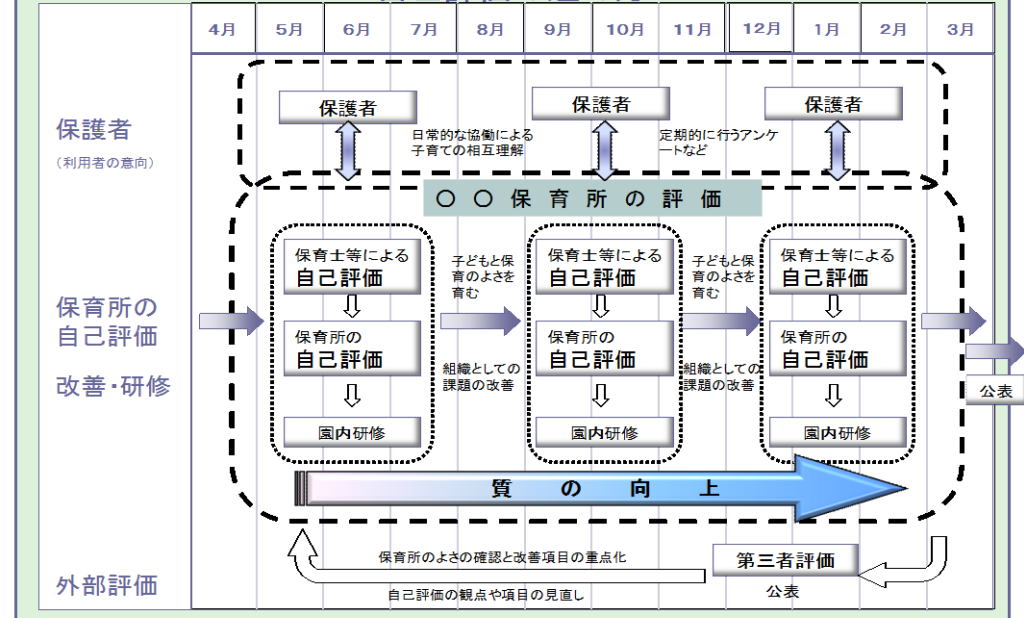 4月 5月 6月 7月 8月 9月 10月 11月 12月 1月 2月 3月
保護者
(利用者の意向)
保護者
保護者
保護者
日常的な協働による
子育ての相互理解
定期的に行うアンケ
ートなど
〇〇保育所の評価
保育所の
自己評価
改善・研修
保育士等による
自己評価
保育所の
自己評価
園内研修
子どもと保
育のよさを
育む
組織としての
課題の改善
保育士等による
自己評価
保育所の
自己評価
園内研修
子どもと保
育のよさを
育む
組織としての
課題の改善
保育士等による
自己評価
保育所の
自己評価
園内研修
公表
質の向上
外部評価
保育所のよさの確認と改善項目の重点化
自己評価の観点や項目の見直し
第三者評価
公表